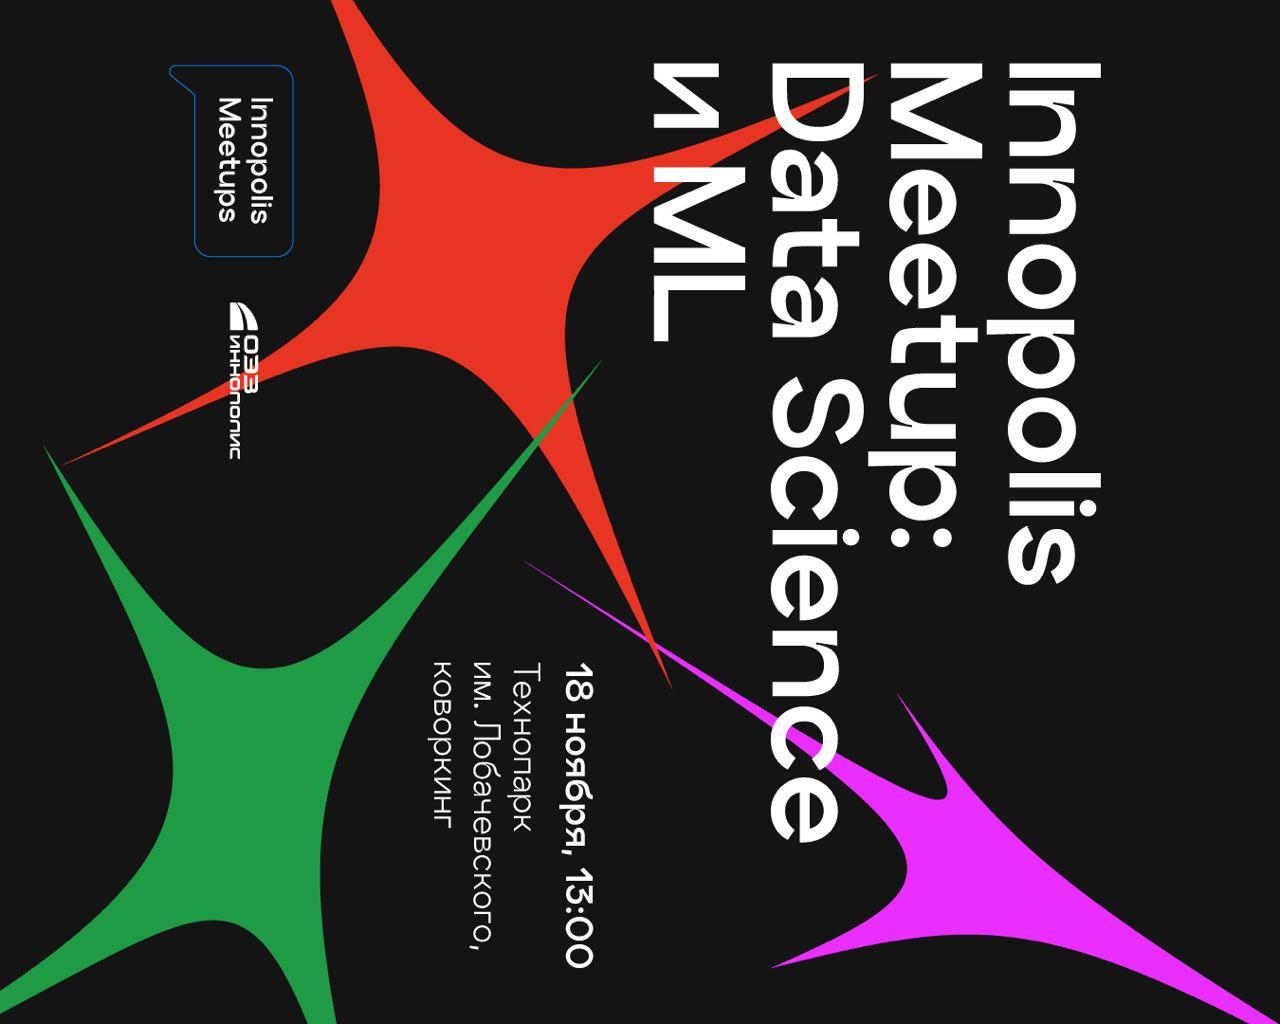 Innopolis
Meetup:
Data Science
и ML
18 ноября, 13:00
Технопарк
им. Лобачевского,
коворкинг
Innopolis
Meetups
ОЭЗ
ИННОПОЛИС